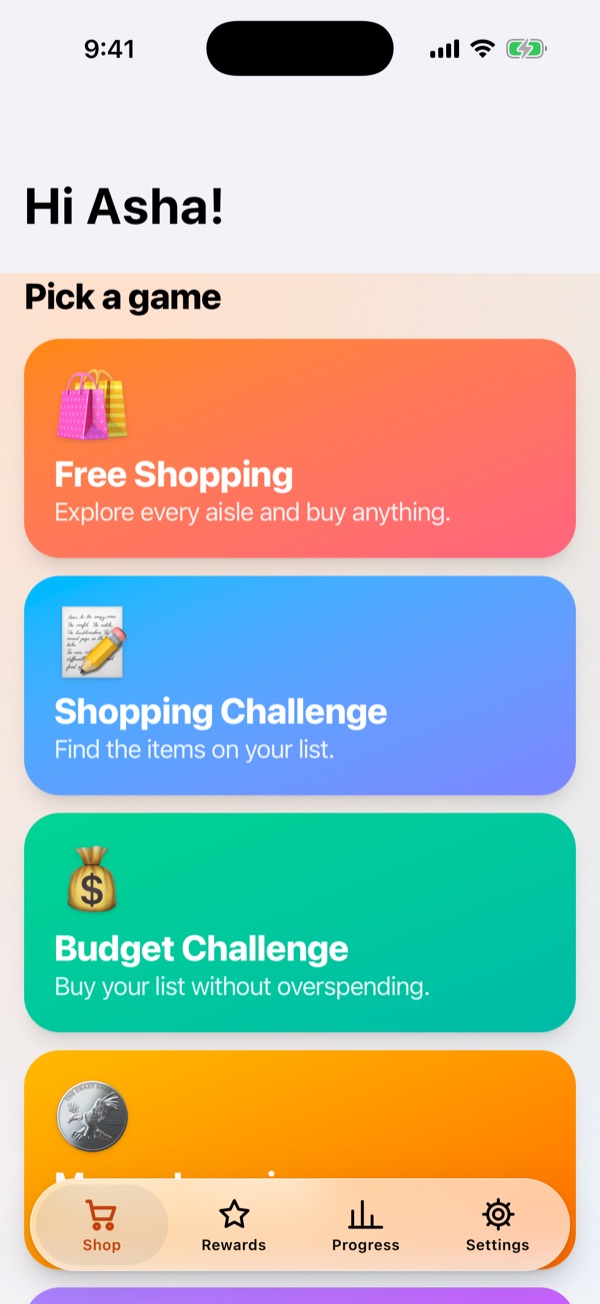 9:41
Hi Asha!
Pick a game
Free Shopping
Explore every aisle and buy anything.
Shopping Challenge
Find the items on your list.
$
Budget Challenge
Buy your list without overspending.
Shop
Rewards
Progress
Settings